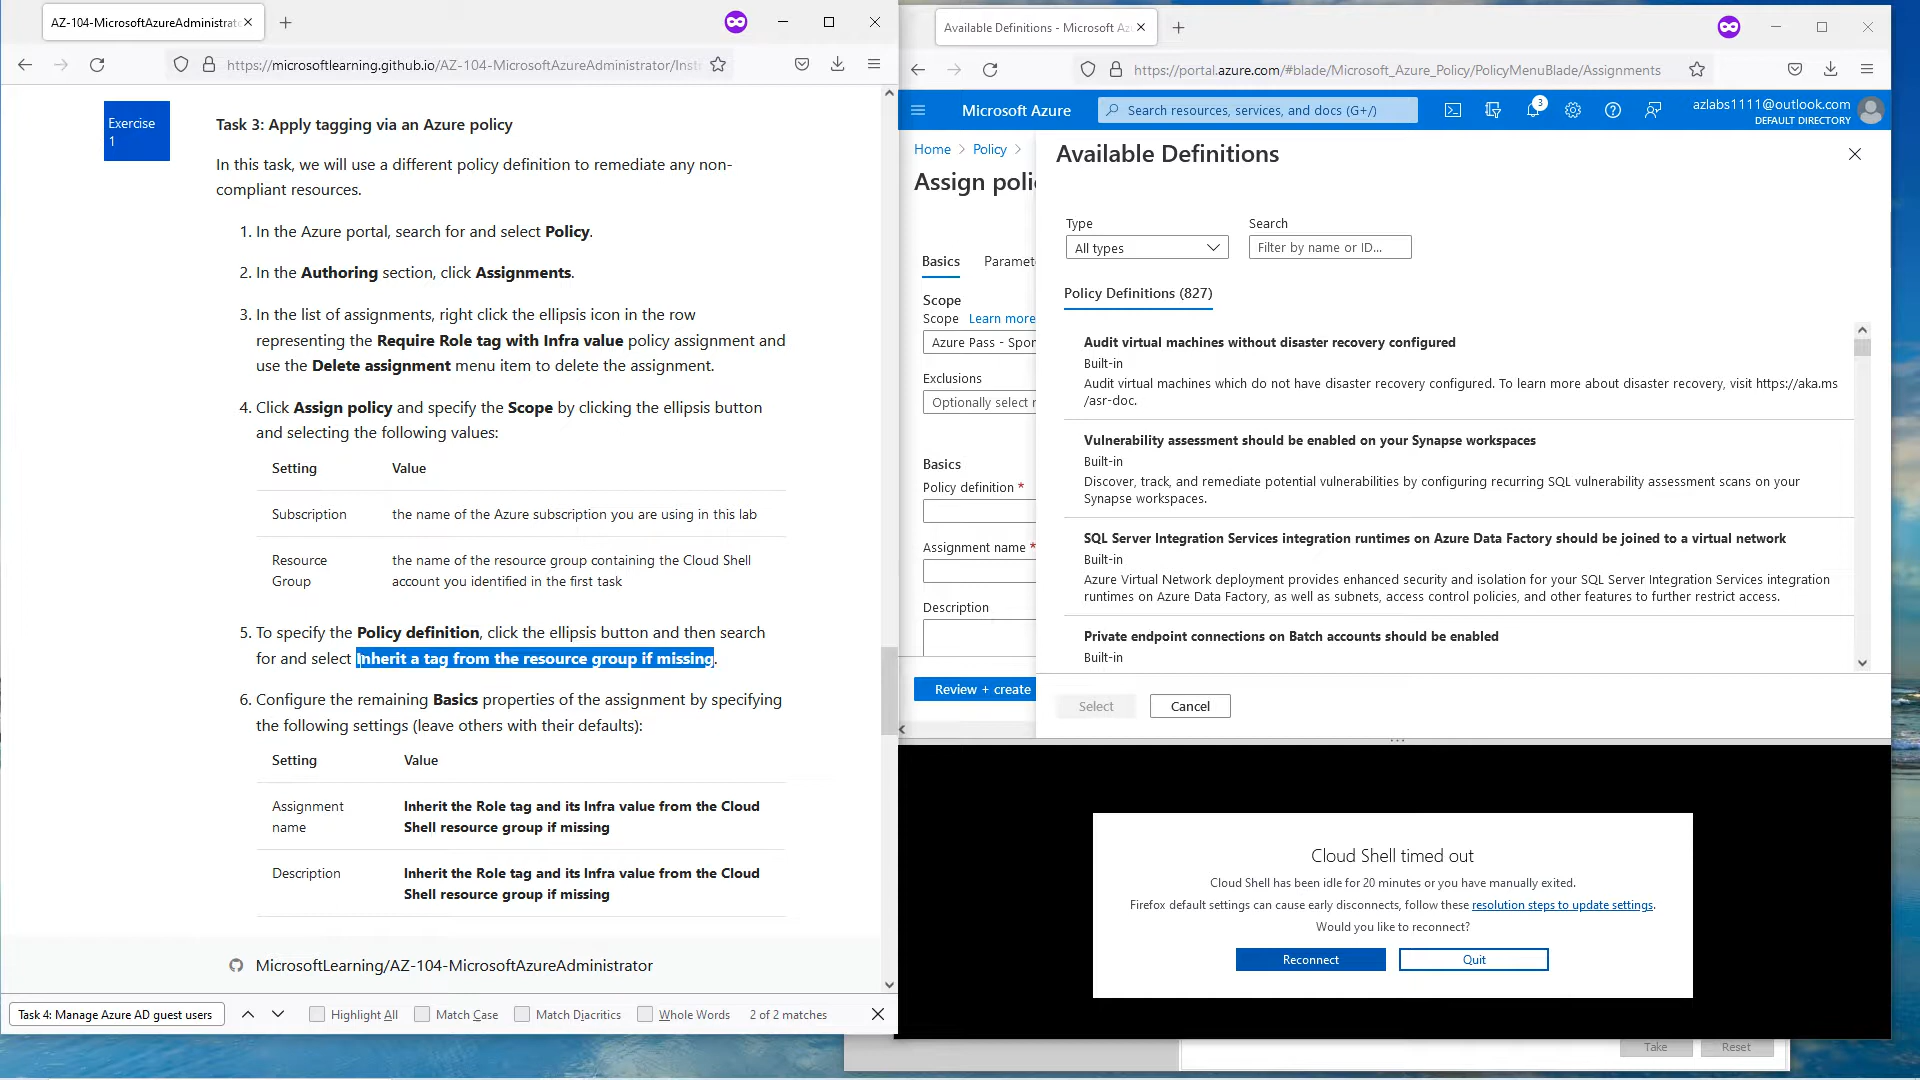 AZ-104-MicrosoftAzureAdministrat
https://microsoftlearning.github.io/AZ-104-MicrosoftAzureAdministrator/Inst
Exercise
1
Task 3: Apply tagging via an Azure policy
In this task, we will use a different policy definition to remediate any non-
compliant resources.
1. In the Azure portal, search for and select Policy.
2. In the Authoring section, click Assignments.
3. In the list of assignments, right click the ellipsis icon in the row
representing the Require Role tag with Infra value policy assignment and
use the Delete assignment menu item to delete the assignment.
4. Click Assign policy and specify the Scope by clicking the ellipsis button
and selecting the following values:
Setting Value
Subscription the name of the Azure subscription you are using in this lab
Resource the name of the resource group containing the Cloud Shell
Group account you identified in the first task
5. To specify the Policy definition, click the ellipsis button and then search
for and select Inherit a tag from the resource group if missing.
6. Configure the remaining Basics properties of the assignment by specifying
the following settings (leave others with their defaults):
Setting Value
Assignment Inherit the Role tag and its Infra value from the Cloud
name Shell resource group if missing
Description Inherit the Role tag and its Infra value from the Cloud
Shell resource group if missing
MicrosoftLearning/AZ-104-MicrosoftAzureAdministrator
Task 4: Manage Azure AD guest users Highlight All Match Case Match Diacritics Whole Words 2 of 2 matches
Available Definitions - Microsoft Az
https://portal.azure.com/#blade/Microsoft_Azure_Policy/PolicyMenuBlade/Assignments
Microsoft Azure Search resources, services, and docs (G+/) 3 azlabs1111@outlook.com
DEFAULT DIRECTORY
Home > Policy >
Assign poli
Basics Paramet
Scope
Scope Learn more
Azure Pass - Spon
Exclusions
Optionally select r
Basics
Policy definition *
Assignment name *
Description
Review + create
Available Definitions
Type Search
All types Filter by name or ID...
Policy Definitions (827)
Audit virtual machines without disaster recovery configured
Built-in
Audit virtual machines which do not have disaster recovery configured. To learn more about disaster recovery, visit https://aka.ms
/asr-doc.
Vulnerability assessment should be enabled on your Synapse workspaces
Built-in
Discover, track, and remediate potential vulnerabilities by configuring recurring SQL vulnerability assessment scans on your
Synapse workspaces.
SQL Server Integration Services integration runtimes on Azure Data Factory should be joined to a virtual network
Built-in
Azure Virtual Network deployment provides enhanced security and isolation for your SQL Server Integration Services integration
runtimes on Azure Data Factory, as well as subnets, access control policies, and other features to further restrict access.
Private endpoint connections on Batch accounts should be enabled
Built-in
Select Cancel
Cloud Shell timed out
Cloud Shell has been idle for 20 minutes or you have manually exited.
Firefox default settings can cause early disconnects, follow these resolution steps to update settings.
Would you like to reconnect?
Reconnect Quit
Take Reset